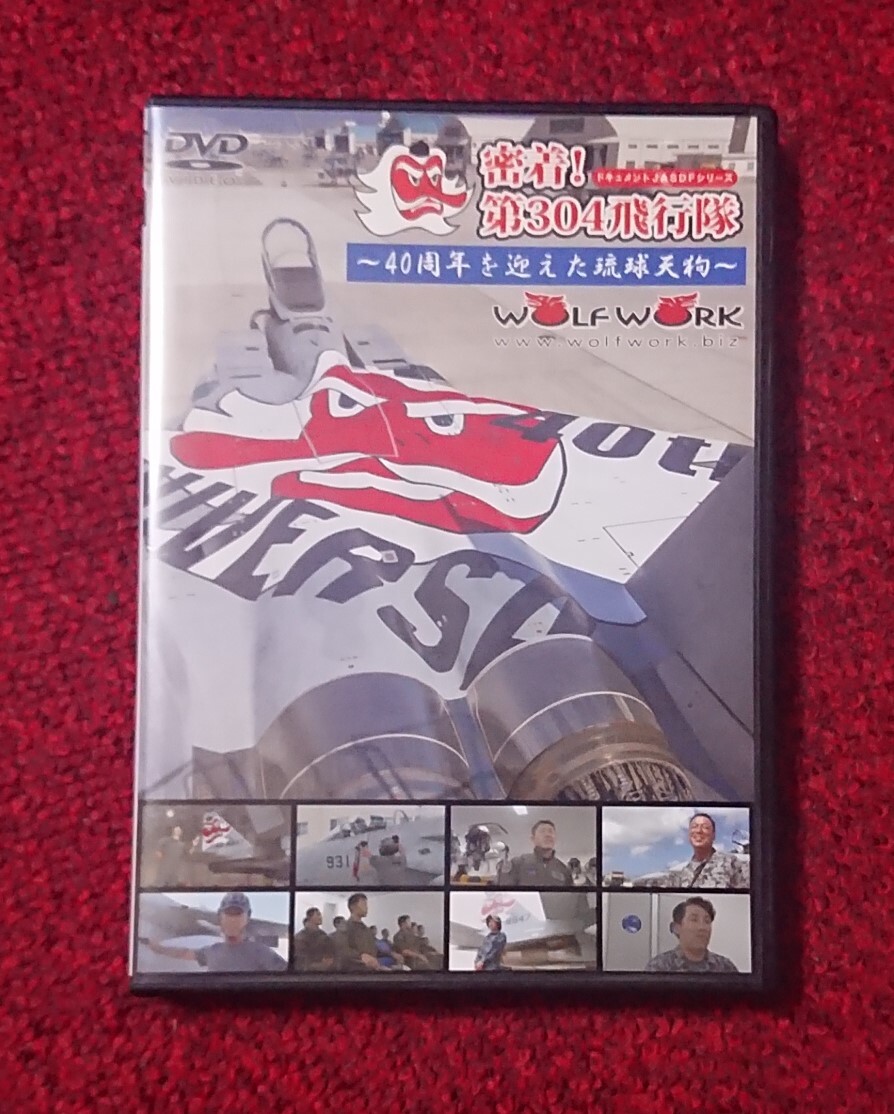 DVD
密着!
ドキュメントJASDFシリーズ
第304飛行隊
～40周年を迎えた琉球天狗～
WOLF WORK
www.wolfwork.biz
40th
931